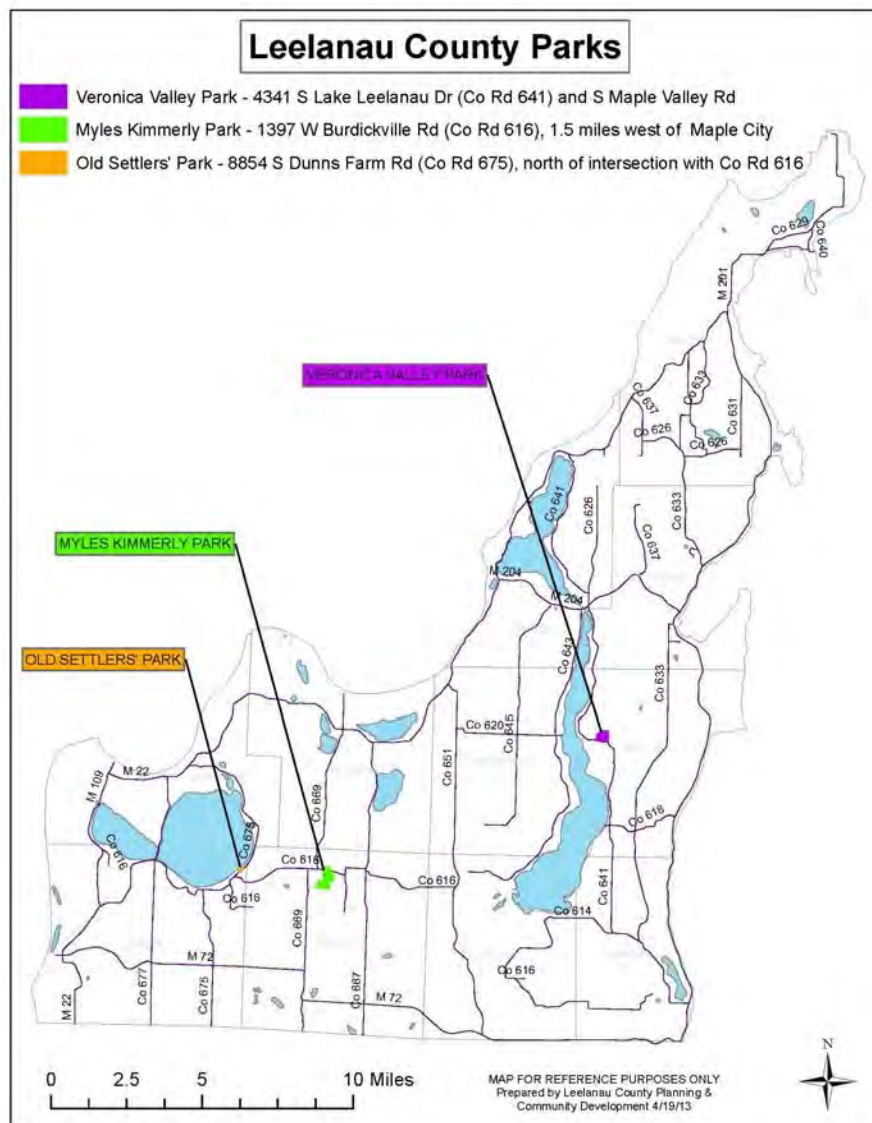 Leelanau County Parks
Veronica Valley Park - 4341 S Lake Leelanau Dr (Co Rd 641) and S Maple Valley Rd
Myles Kimmerly Park - 1397 W Burdickville Rd (Co Rd 616), 1.5 miles west of Maple City
Old Settlers' Park - 8854 S Dunns Farm Rd (Co Rd 675), north of intersection with Co Rd 616
Co 629
Co 640
M 201
VERONICA VALLEY PARK
Co 633
Co 637
Co 631
Co 626
Co 626
Co 641
Co 626
Co 633
MYLES KIMMERLY PARK
Co 637
M 204
M 204
Co 643
OLD SETTLERS' PARK
Co 633
Co 620
Co 645
Co 651
M 22
M 109
Co 669
Co 618
Co 675
Co 616
Co 616
Co 616
Co 641
Co 616
Co 614
Co 669
M 72
Co 616
Co 677
Co 675
Co 667
M 22
M 72
N
0 2.5 5 10 Miles
MAP FOR REFERENCE PURPOSES ONLY
Prepared by Leelanau County Planning &
Community Development 4/19/13